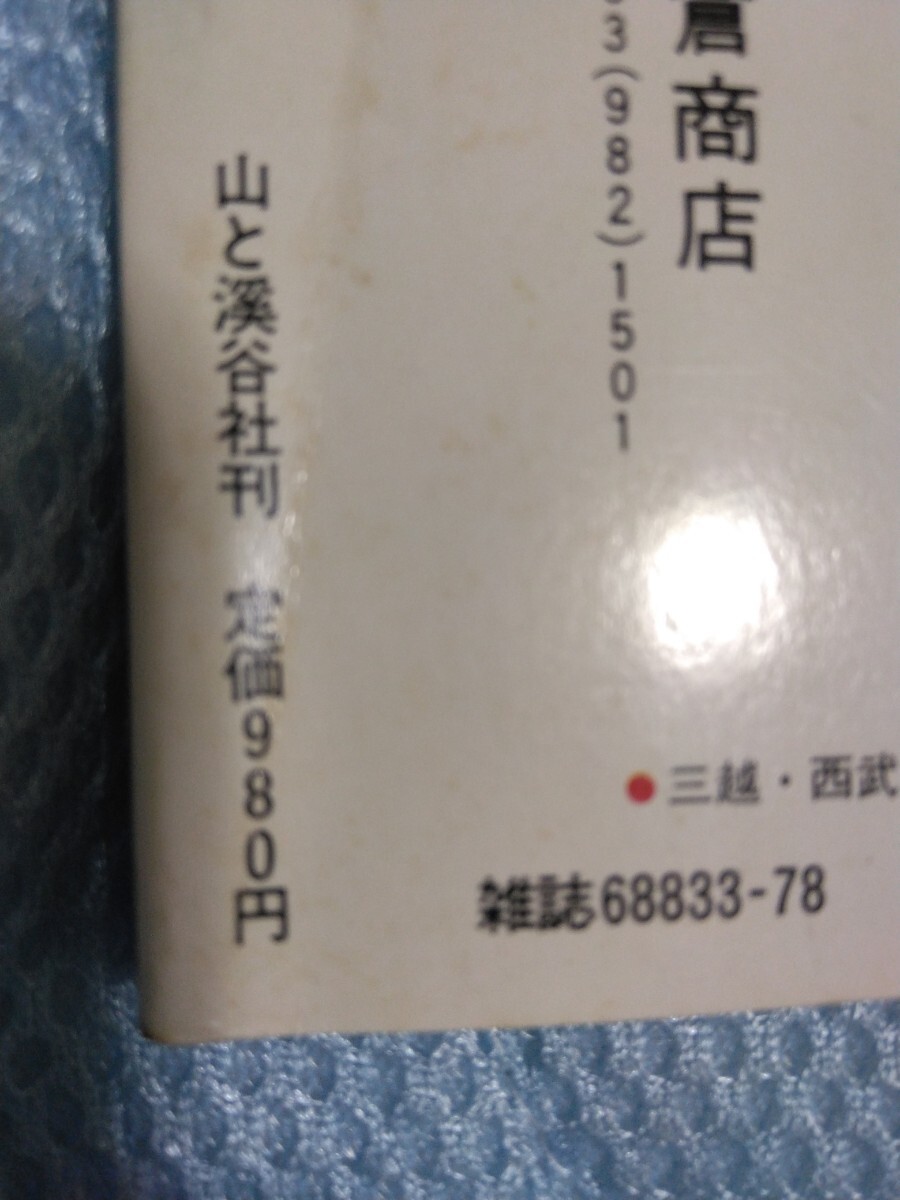 倉商店
3(982)1501
山と溪谷社刊 定価980円
●三越・西武
雑誌68833-78